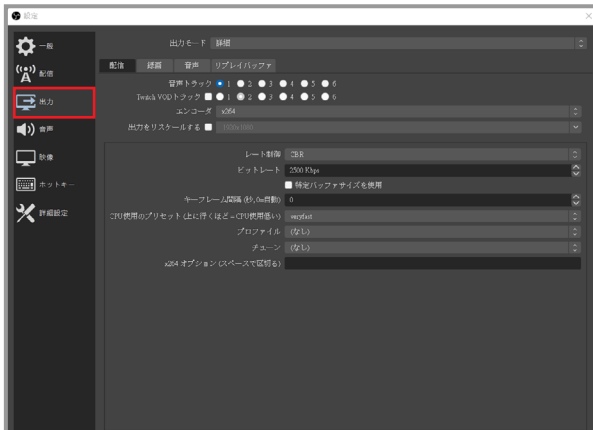 設定
一般
配信
出力
音声
映像
ホットキー
詳細設定
出力モード 詳細
配信 録画 音声 リプレイバッファ
音声トラック 1 2 3 4 5 6
Twitch VOD トラック 1 2 3 4 5 6
エンコーダ x264
出力をリスケールする 1920x1080
レート制御 CBR
ビットレート 2500 Kbps
特定バッファサイズを使用
キーフレーム間隔 (秒, 0=自動) 0
CPU使用のプリセット (上に行くほど=CPU使用低い) veryfast
プロファイル (なし)
チューン (なし)
x264 オプション (スペースで区切る)